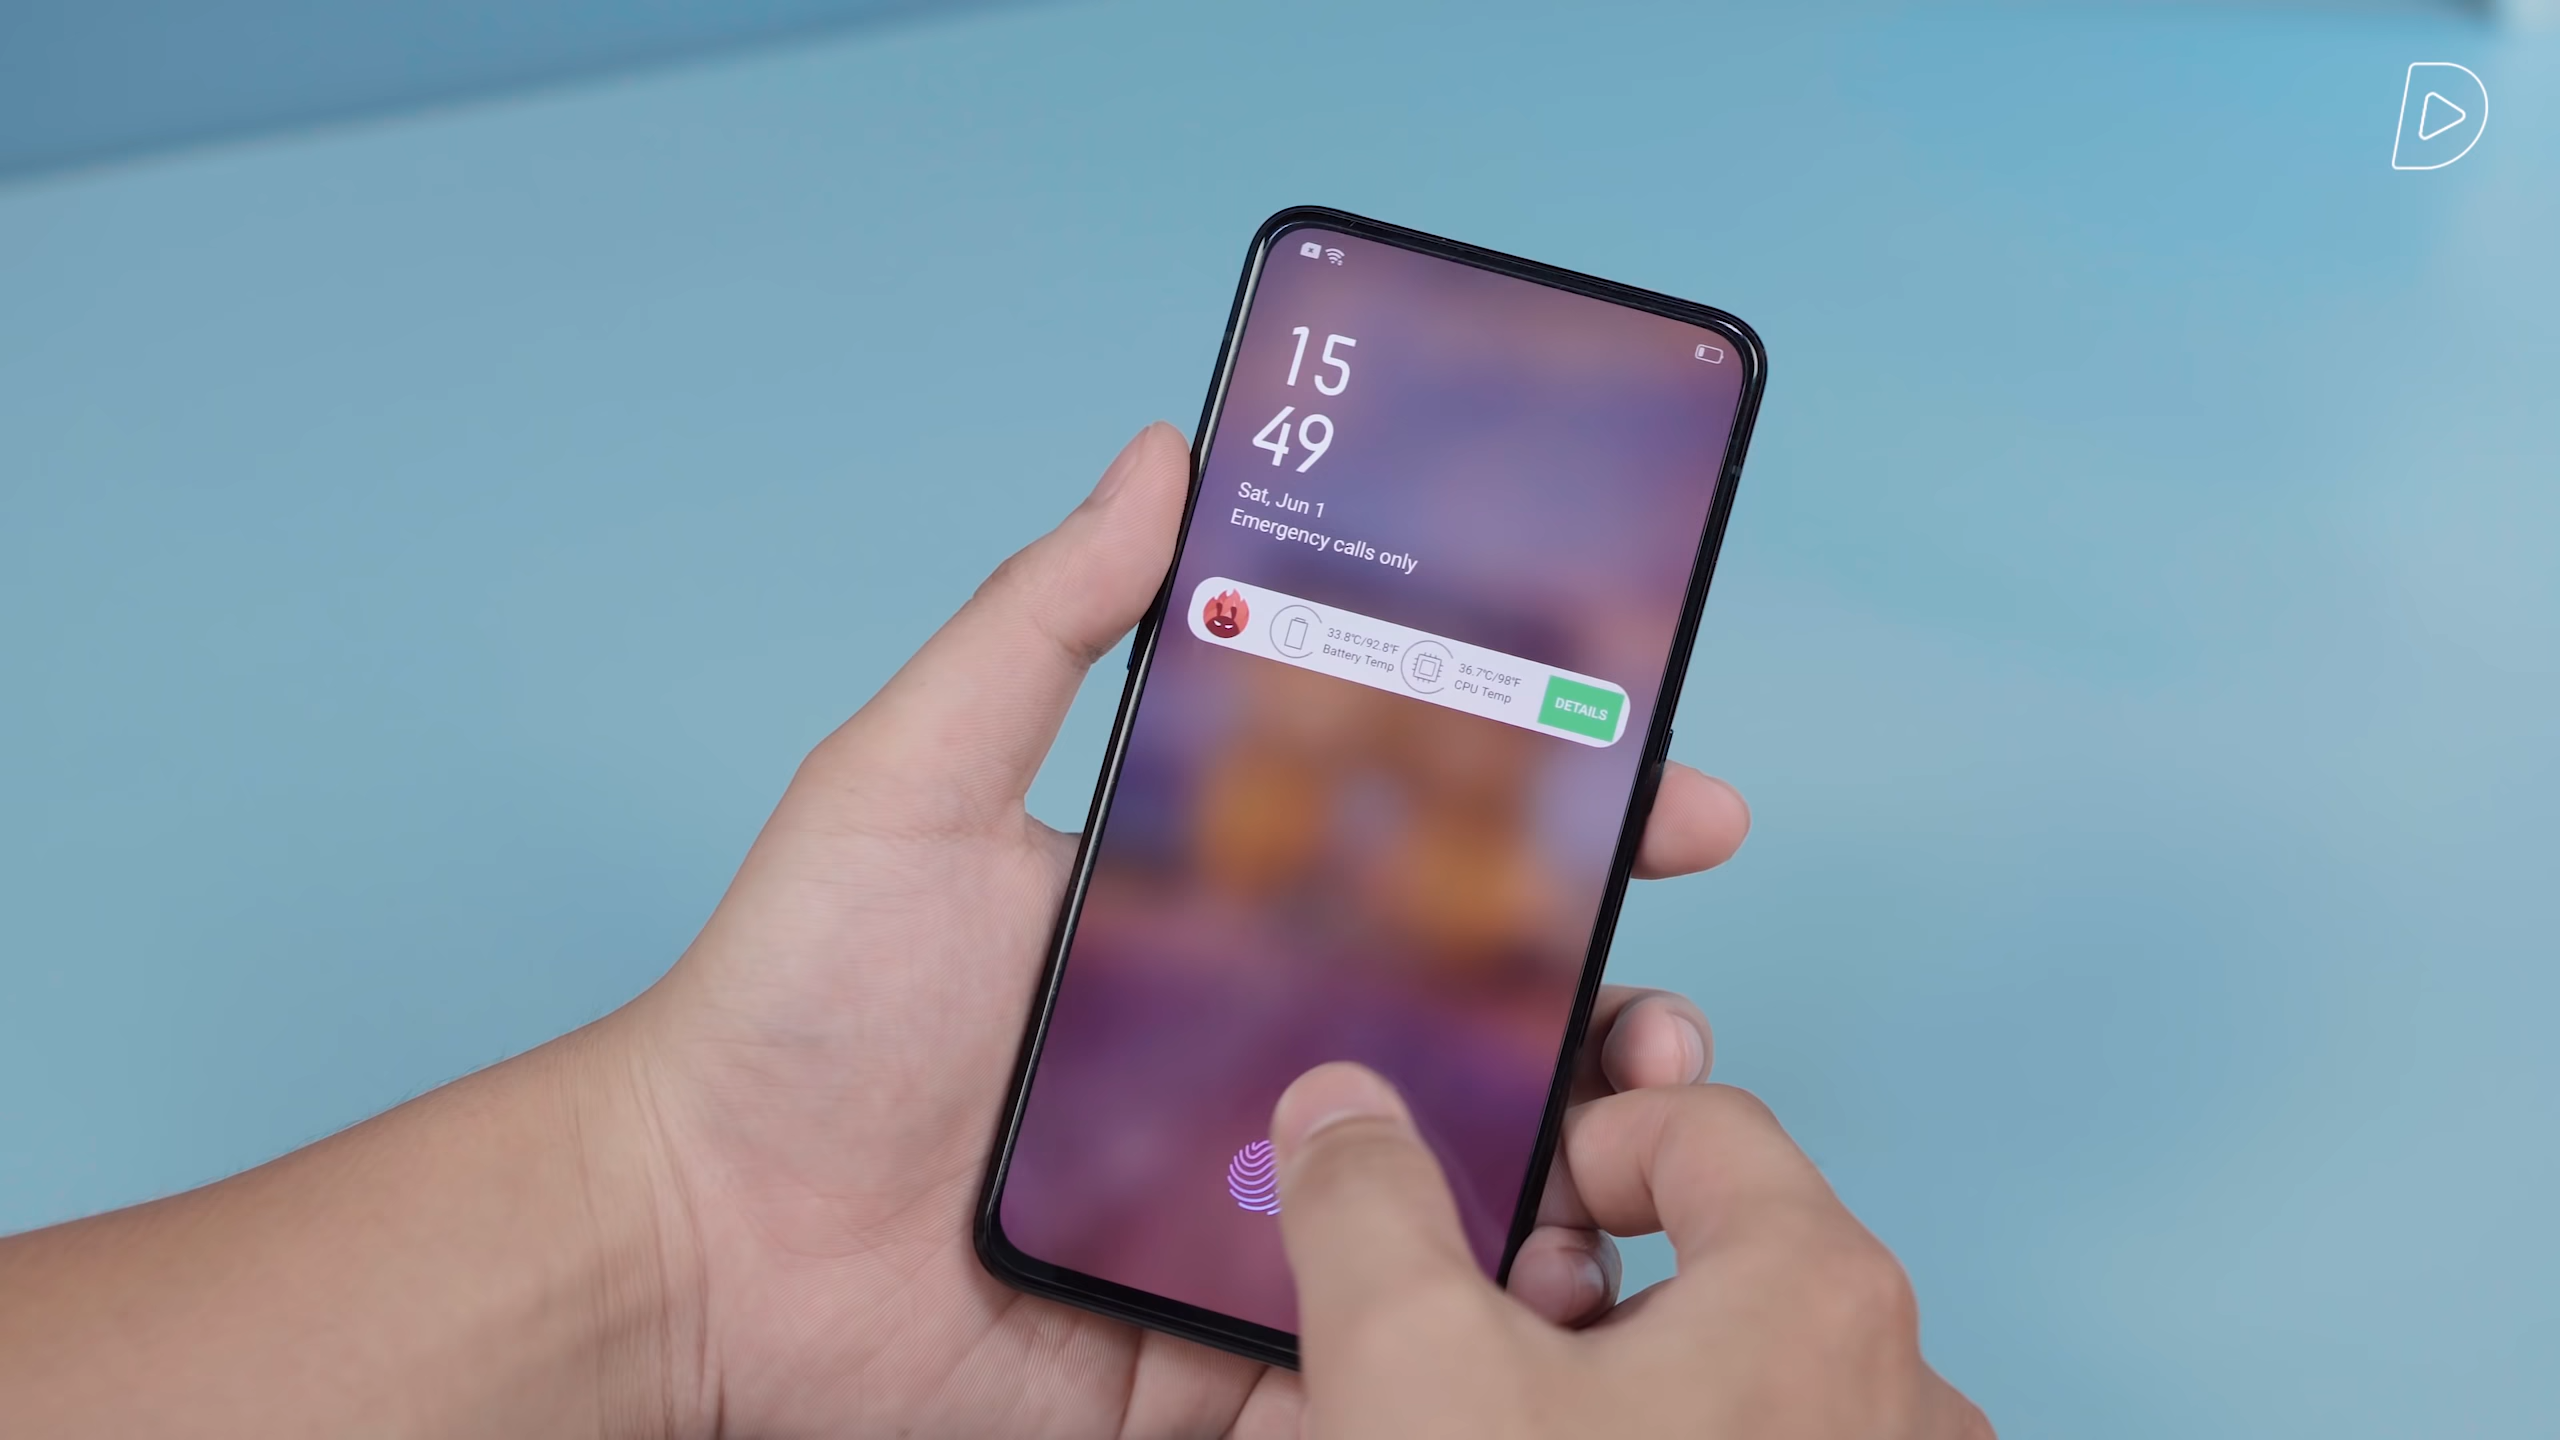 15
49
Sat, Jun 1
Emergency calls only
33.8℃/92.8℉
Battery Temp
36.7℃/98℉
CPU Temp
DETAILS